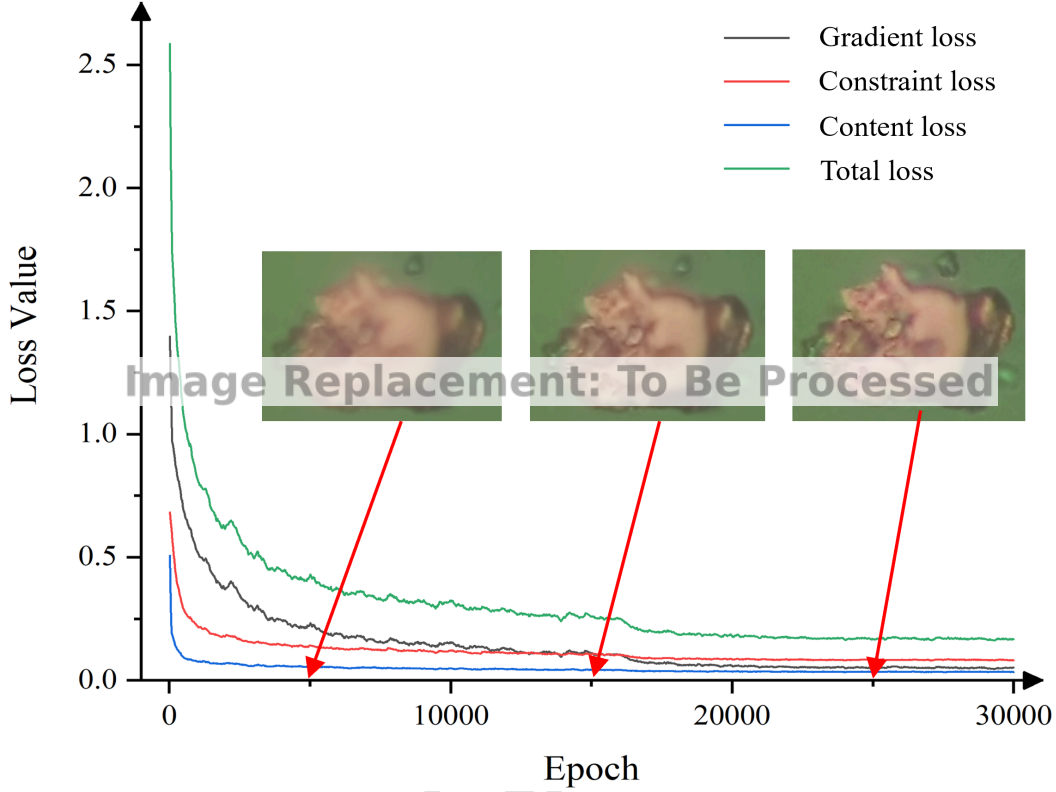 Gradient loss
Constraint loss
Content loss
Total loss
2.5
2.0
1.5
1.0
0.5
0.0
Loss Value
Image Replacement: To Be Processed
0
10000
20000
30000
Epoch